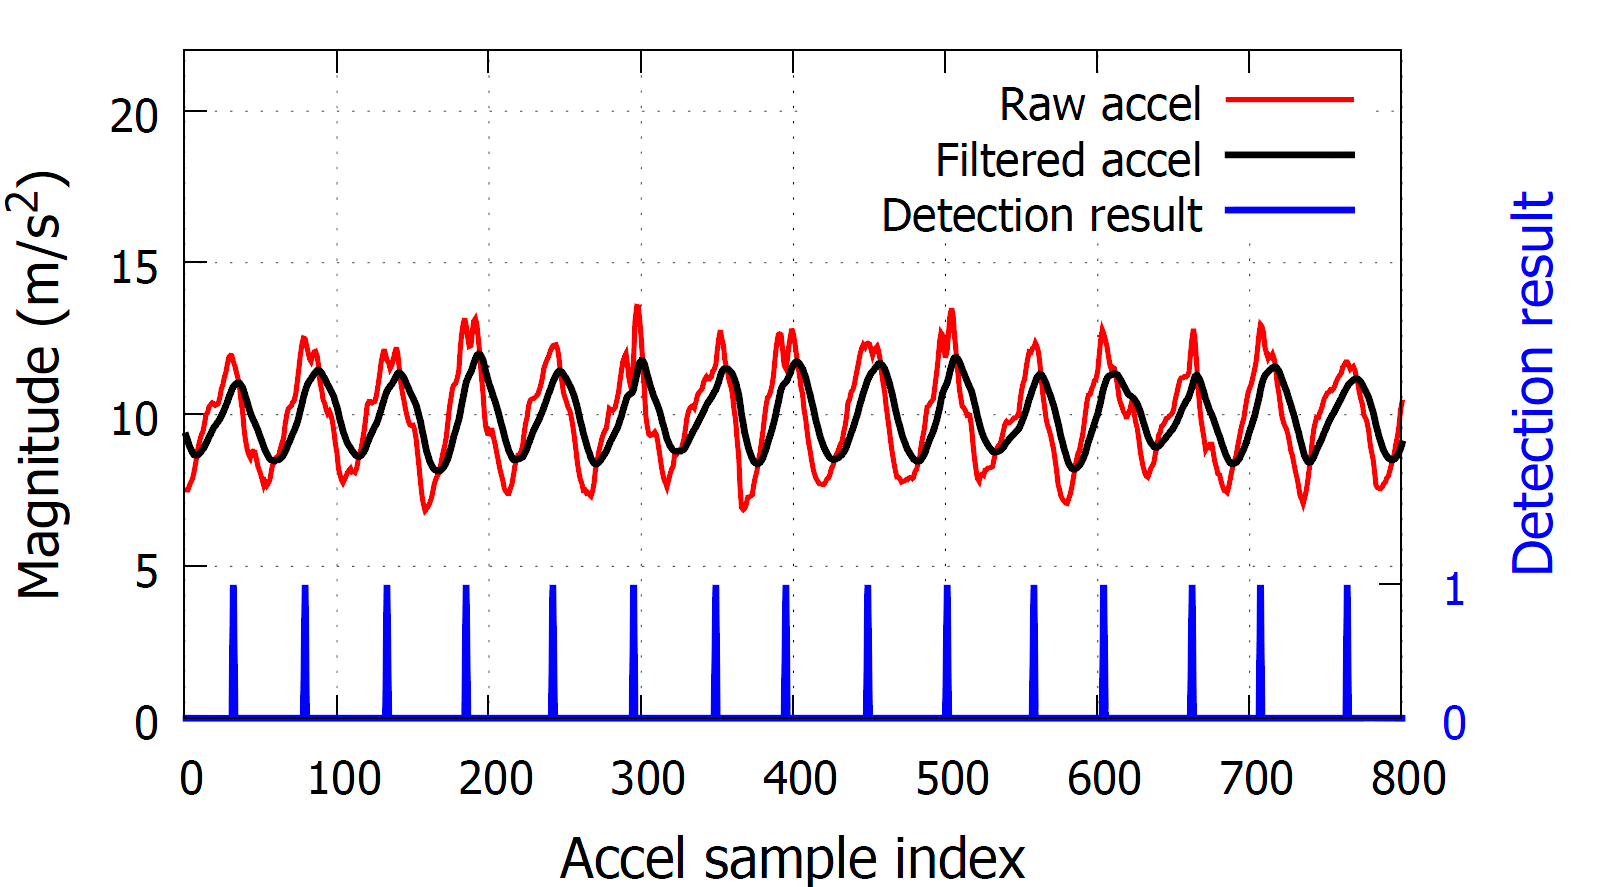 Raw accel
Filtered accel
Detection result
Magnitude (m/s²)
20
15
10
5
0
Detection result
1
0
0 100 200 300 400 500 600 700 800
Accel sample index